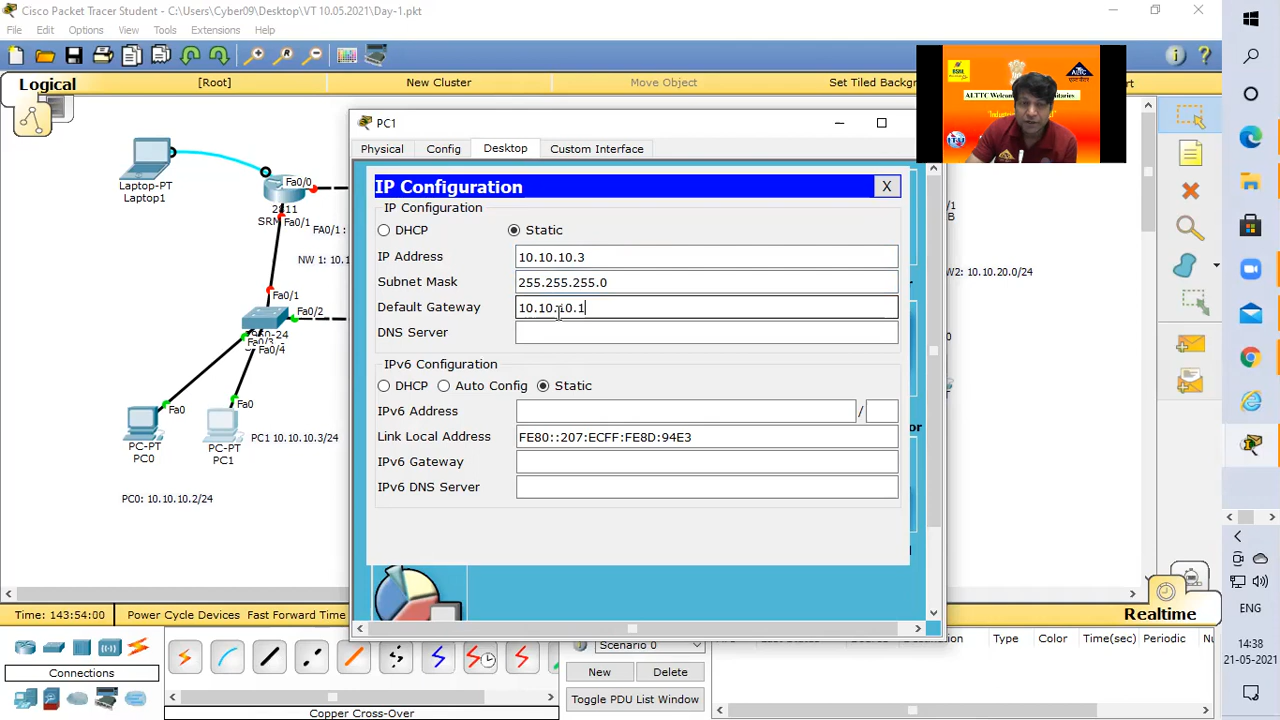 Cisco Packet Tracer Student - C:\Users\Cyber09\Desktop\VT 10.05.2021\Day-1.pkt
File Edit Options View Tools Extensions Help
Logical [Root] New Cluster Move Object Set Tiled Backgr
ALTTC
PC1
Physical Config Desktop Custom Interface
IP Configuration X
IP Configuration
DHCP Static
IP Address 10.10.10.3
Subnet Mask 255.255.255.0
Default Gateway 10.10.10.1
DNS Server
IPv6 Configuration
DHCP Auto Config Static
IPv6 Address /
Link Local Address FE80::207:ECFF:FE8D:94E3
IPv6 Gateway
IPv6 DNS Server
Laptop-PT
Laptop1
Fa0/0
2811
SRM
Fa0/1
FA0/1:
NW 1: 10.1
Fa0/1
Fa0/2
Fa0/3
Fa0/4
Fa0
Fa0
PC-PT
PC0
PC-PT
PC1
PC1 10.10.10.3/24
PC0: 10.10.10.2/24
.10.20.0/24
Time: 143:54:00 Power Cycle Devices Fast Forward Time
Realtime
Connections
Copper Cross-Over
Scenario 0
New Delete
Toggle PDU List Window
Type Color Time(sec) Periodic
ENG
14:38
21-05-2021